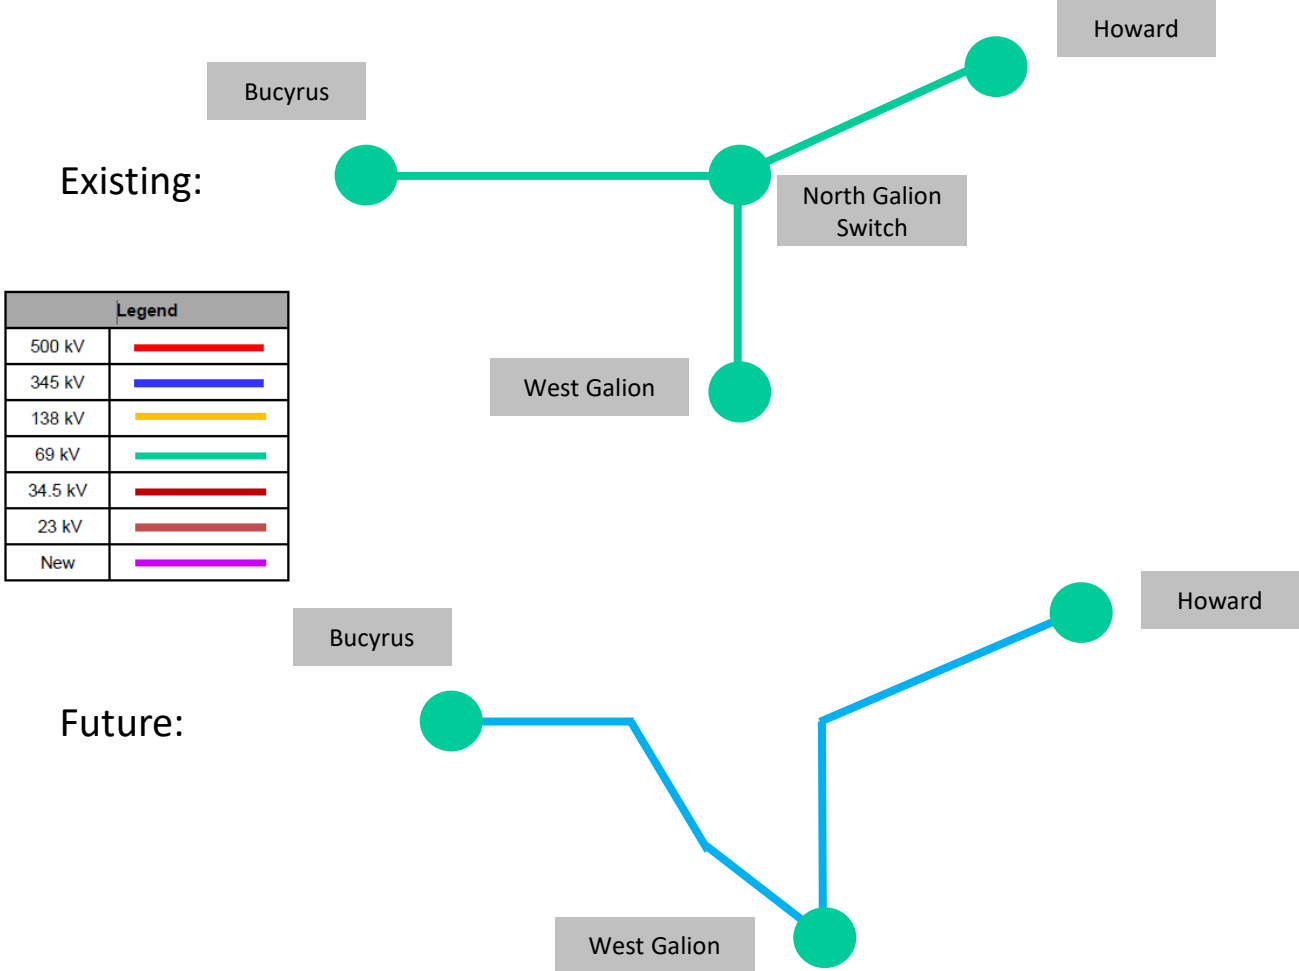 Howard
Bucyrus
Existing:
North Galion
Switch
West Galion
Legend
500 kV
345 kV
138 kV
69 kV
34.5 kV
23 kV
New
Howard
Bucyrus
Future:
West Galion